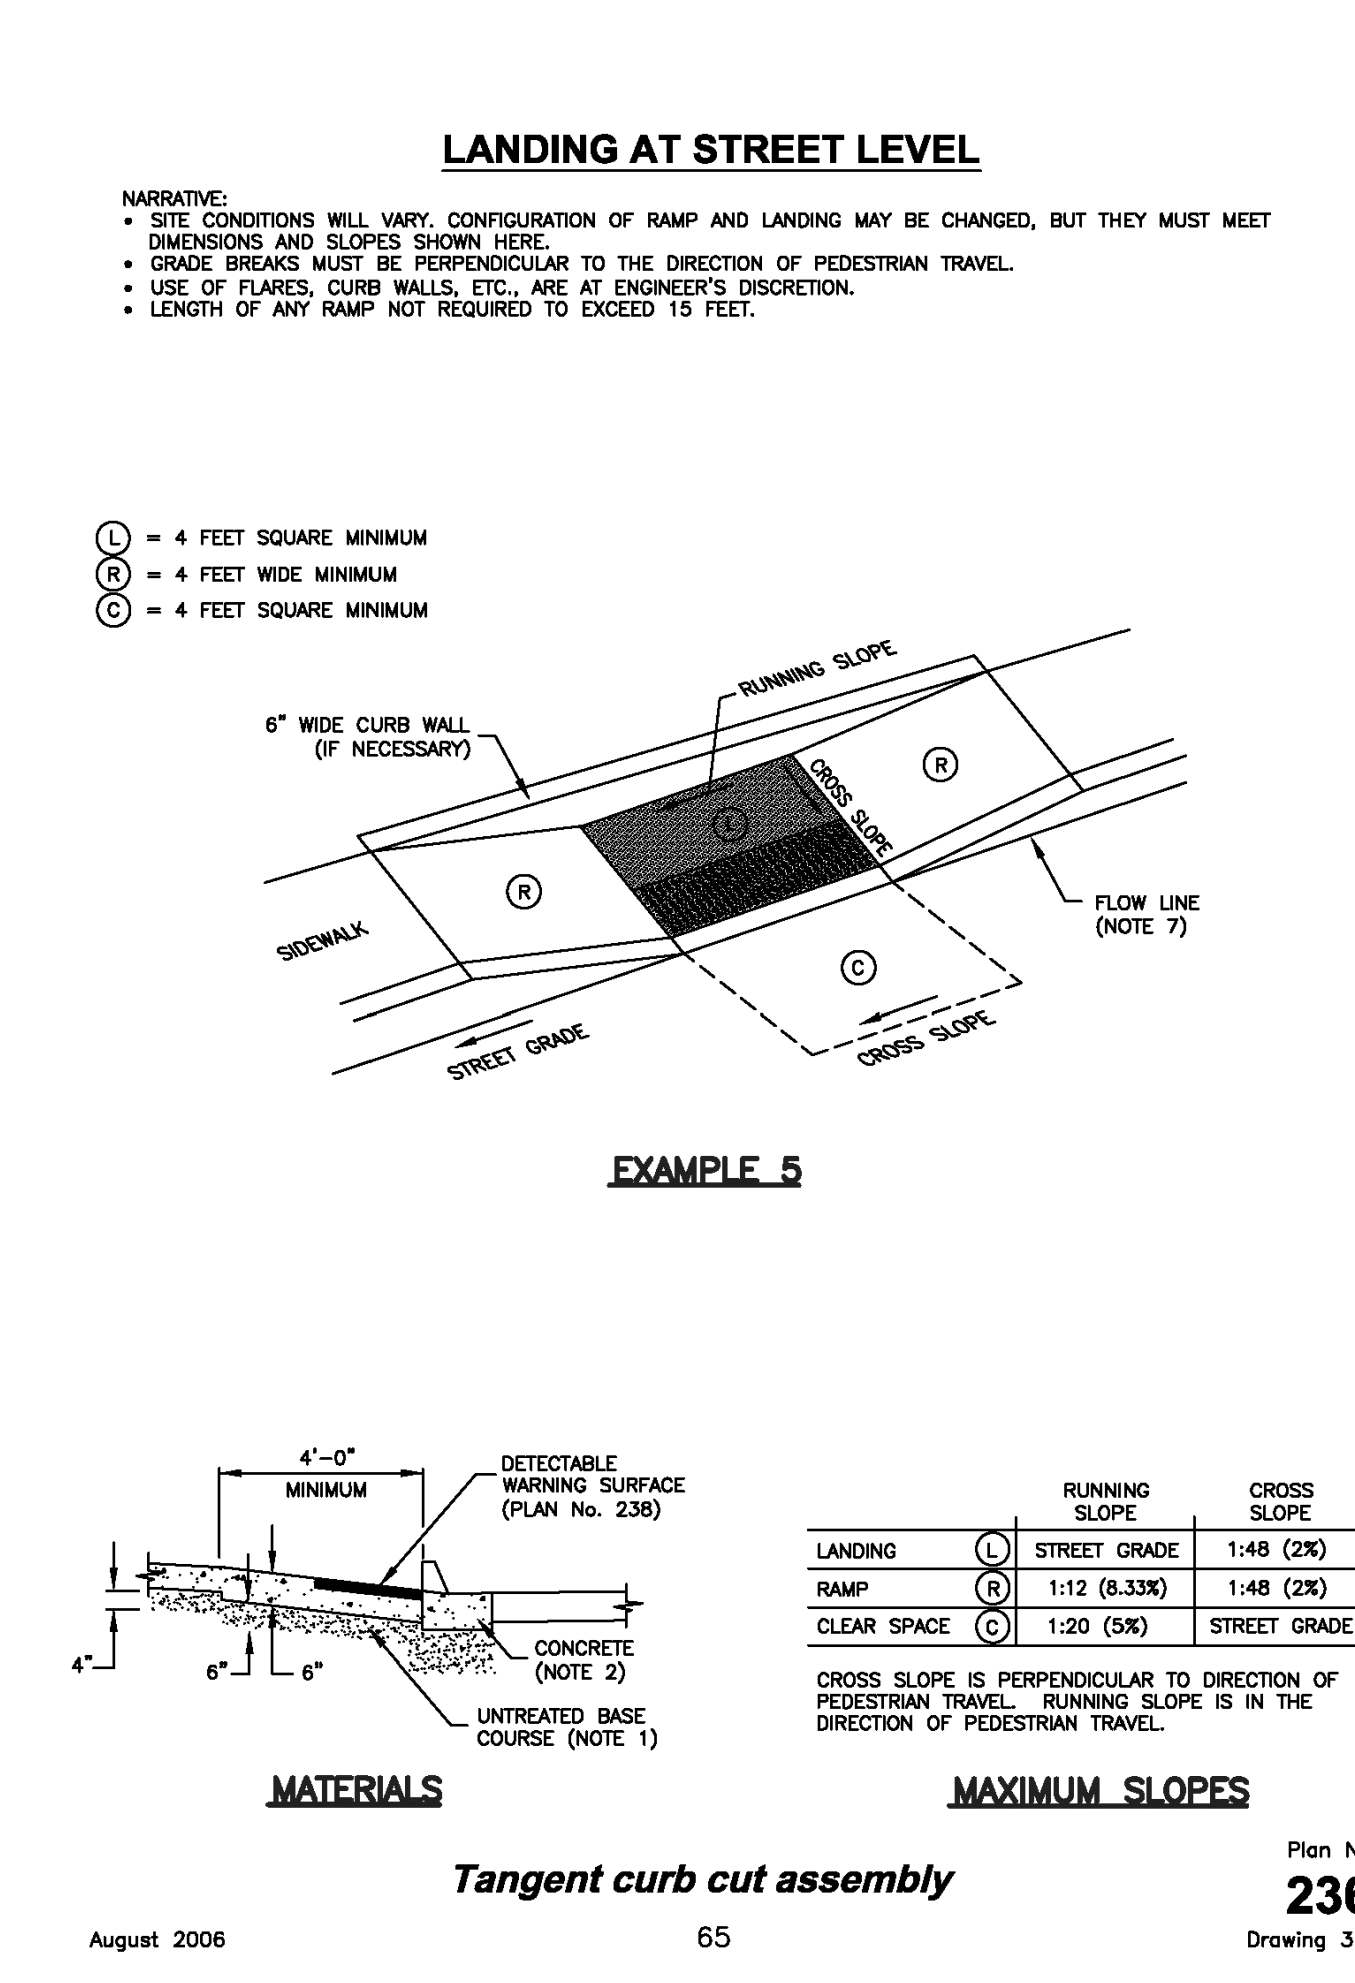 LANDING AT STREET LEVEL
NARRATIVE:
• SITE CONDITIONS WILL VARY. CONFIGURATION OF RAMP AND LANDING MAY BE CHANGED, BUT THEY MUST MEET
DIMENSIONS AND SLOPES SHOWN HERE.
• GRADE BREAKS MUST BE PERPENDICULAR TO THE DIRECTION OF PEDESTRIAN TRAVEL.
• USE OF FLARES, CURB WALLS, ETC., ARE AT ENGINEER'S DISCRETION.
• LENGTH OF ANY RAMP NOT REQUIRED TO EXCEED 15 FEET.
L = 4 FEET SQUARE MINIMUM
R = 4 FEET WIDE MINIMUM
C = 4 FEET SQUARE MINIMUM
RUNNING SLOPE
6" WIDE CURB WALL
(IF NECESSARY)
CROSS SLOPE
R
L
R
FLOW LINE
(NOTE 7)
SIDEWALK
C
STREET GRADE
CROSS SLOPE
EXAMPLE 5
4'-0"
MINIMUM
DETECTABLE
WARNING SURFACE
(PLAN No. 238)
4"
6"
6"
CONCRETE
(NOTE 2)
UNTREATED BASE
COURSE (NOTE 1)
MATERIALS
RUNNING SLOPE CROSS SLOPE
LANDING L STREET GRADE 1:48 (2%)
RAMP R 1:12 (8.33%) 1:48 (2%)
CLEAR SPACE C 1:20 (5%) STREET GRADE
CROSS SLOPE IS PERPENDICULAR TO DIRECTION OF
PEDESTRIAN TRAVEL. RUNNING SLOPE IS IN THE
DIRECTION OF PEDESTRIAN TRAVEL.
MAXIMUM SLOPES
Plan
Tangent curb cut assembly
August 2006
65
Drawing 3